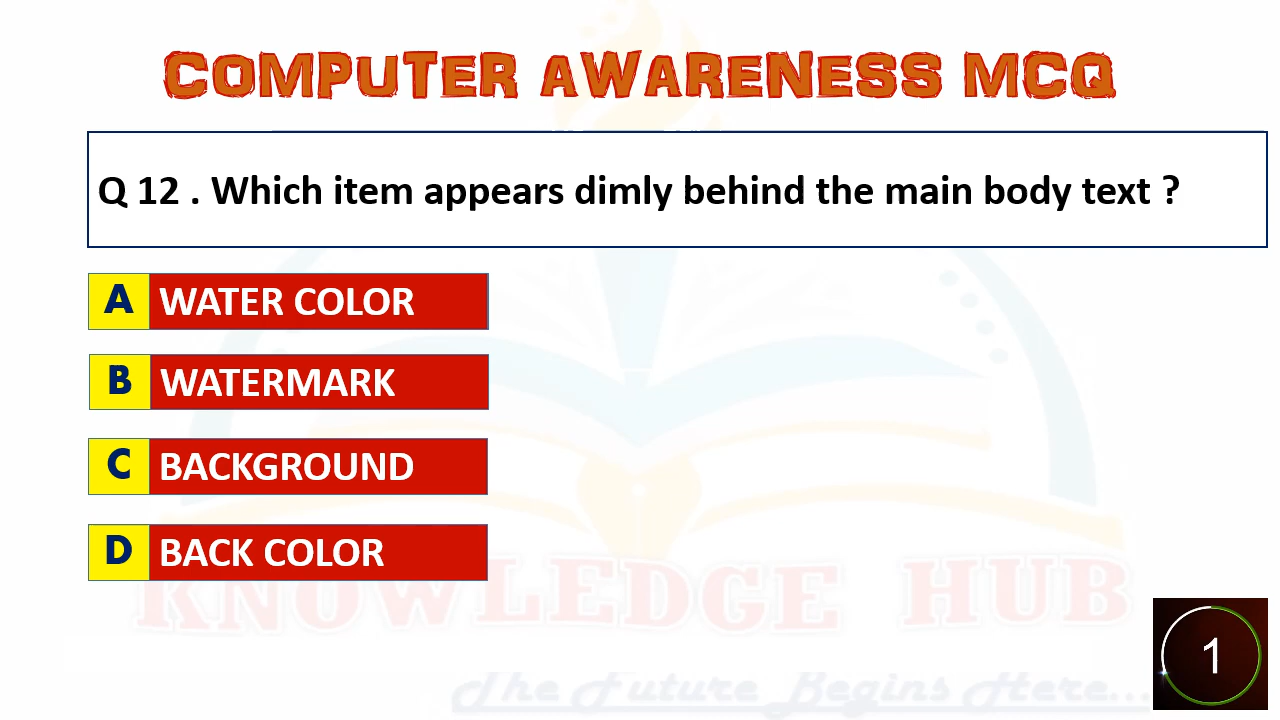 COMPUTER AWARENESS MCQ
Q 12 . Which item appears dimly behind the main body text ?
A WATER COLOR
B WATERMARK
C BACKGROUND
D BACK COLOR
KNOWLEDGE HUB
The Future Begins Here...
1